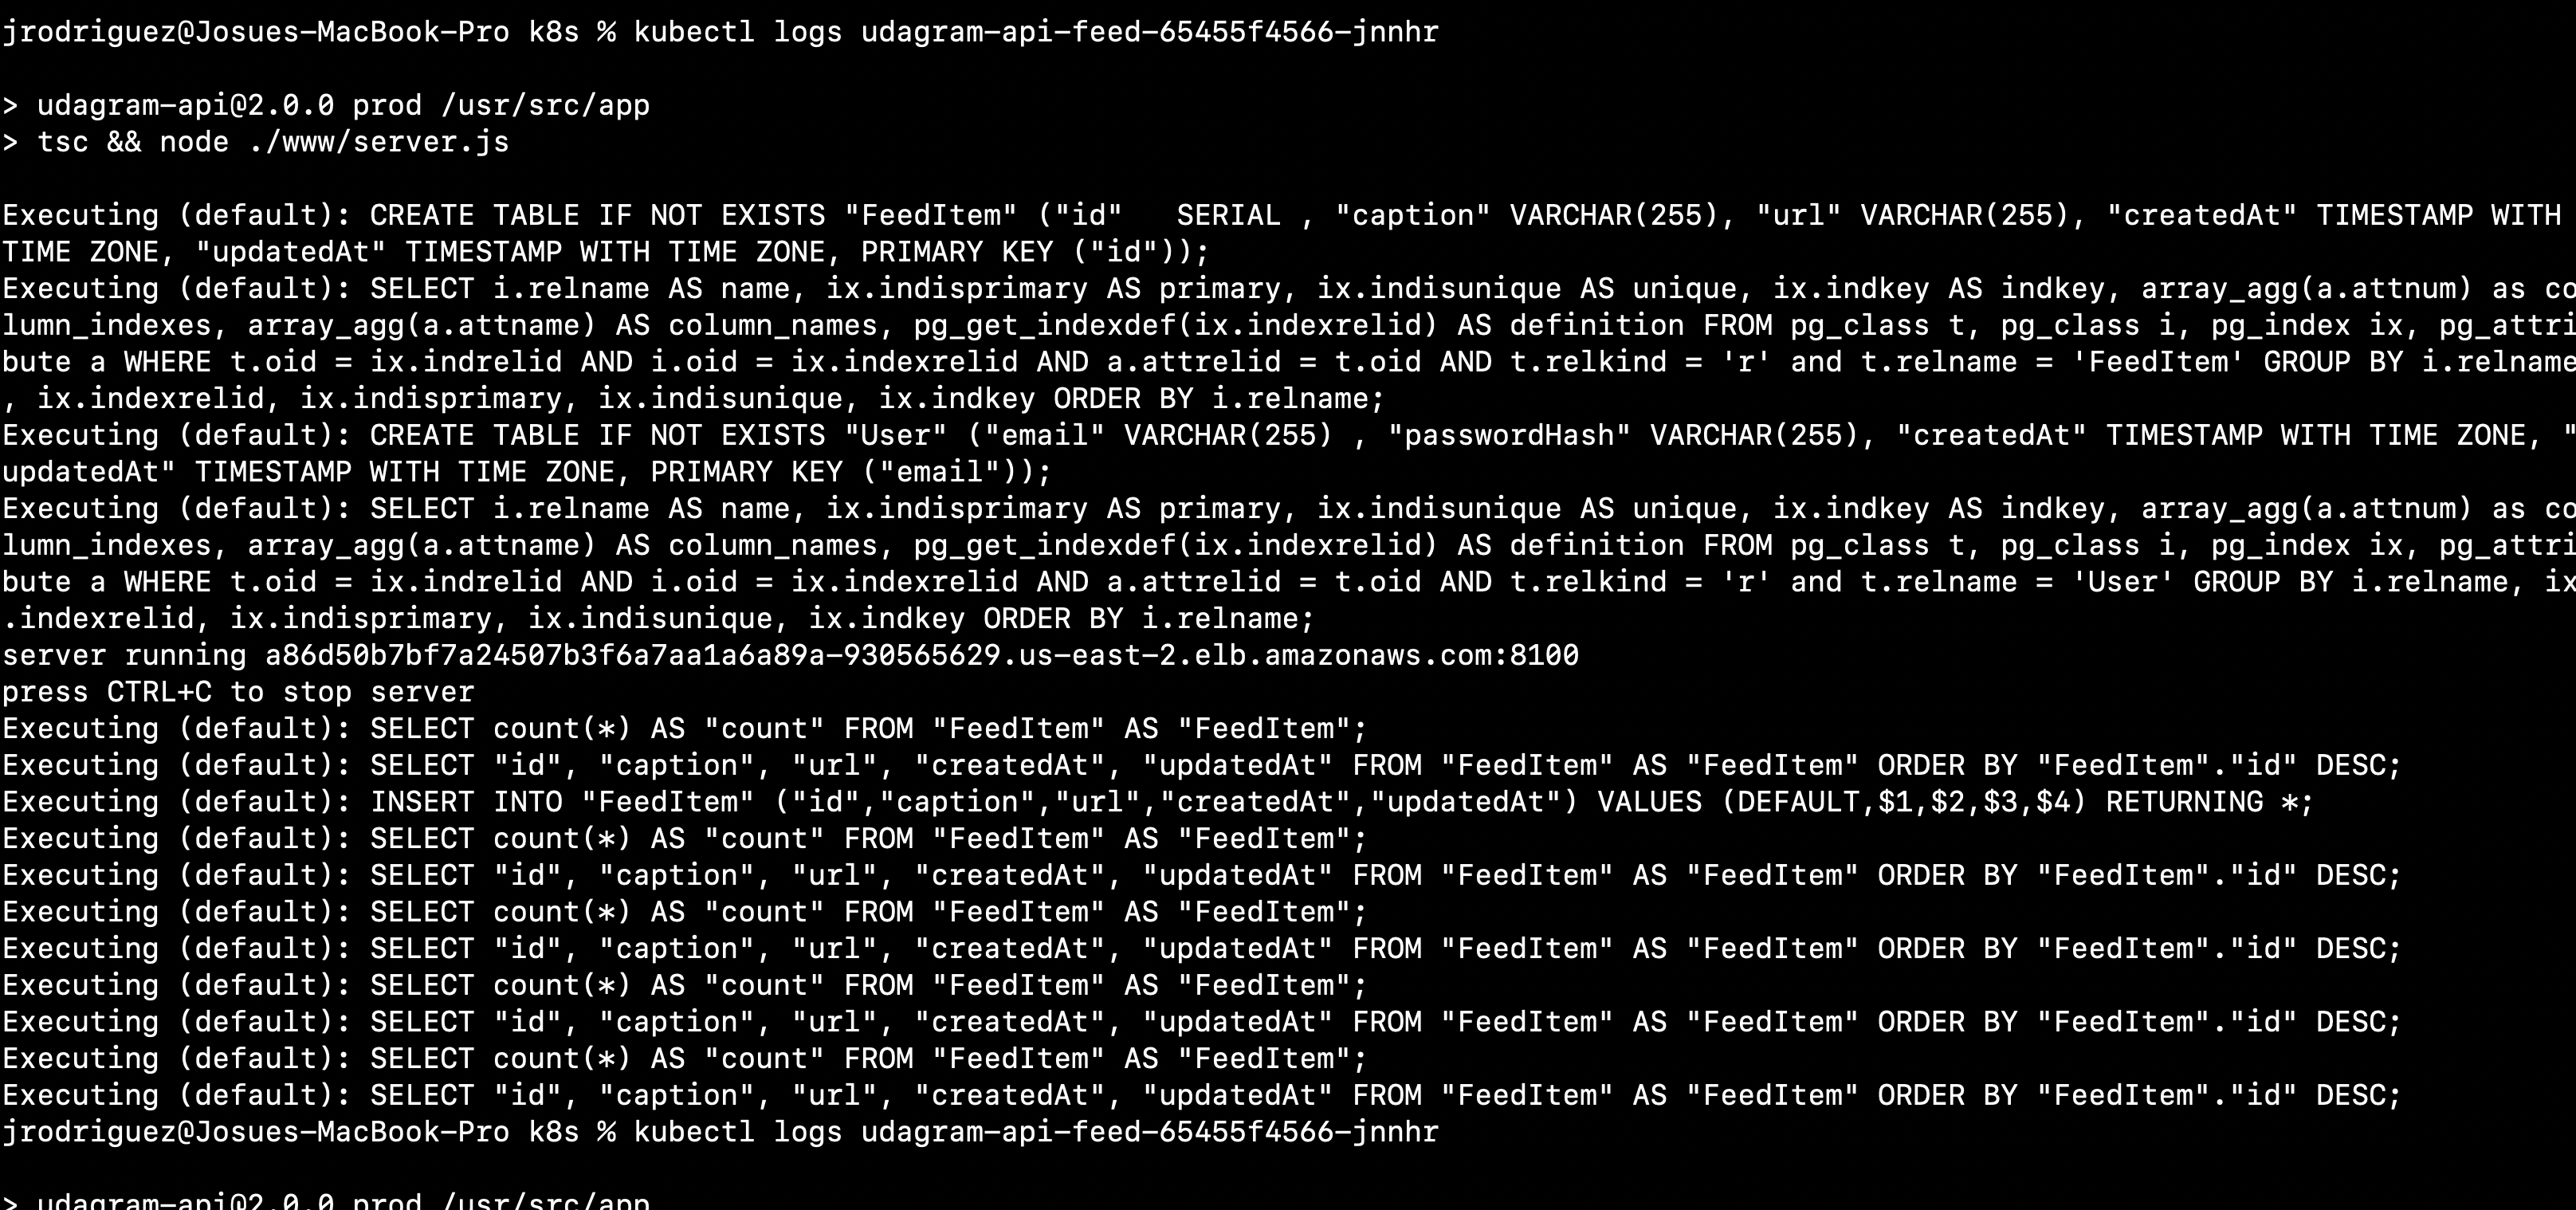 jrodriguez@Josues-MacBook-Pro k8s % kubectl logs udagram-api-feed-65455f4566-jnnhr
> udagram-api@2.0.0 prod /usr/src/app
> tsc && node ./www/server.js
Executing (default): CREATE TABLE IF NOT EXISTS "FeedItem" ("id"   SERIAL , "caption" VARCHAR(255), "url" VARCHAR(255), "createdAt" TIMESTAMP WITH
TIME ZONE, "updatedAt" TIMESTAMP WITH TIME ZONE, PRIMARY KEY ("id"));
Executing (default): SELECT i.relname AS name, ix.indisprimary AS primary, ix.indisunique AS unique, ix.indkey AS indkey, array_agg(a.attnum) as co
lumn_indexes, array_agg(a.attname) AS column_names, pg_get_indexdef(ix.indexrelid) AS definition FROM pg_class t, pg_class i, pg_index ix, pg_attri
bute a WHERE t.oid = ix.indrelid AND i.oid = ix.indexrelid AND a.attrelid = t.oid AND t.relkind = 'r' and t.relname = 'FeedItem' GROUP BY i.relname
, ix.indexrelid, ix.indisprimary, ix.indisunique, ix.indkey ORDER BY i.relname;
Executing (default): CREATE TABLE IF NOT EXISTS "User" ("email" VARCHAR(255) , "passwordHash" VARCHAR(255), "createdAt" TIMESTAMP WITH TIME ZONE, "
updatedAt" TIMESTAMP WITH TIME ZONE, PRIMARY KEY ("email"));
Executing (default): SELECT i.relname AS name, ix.indisprimary AS primary, ix.indisunique AS unique, ix.indkey AS indkey, array_agg(a.attnum) as co
lumn_indexes, array_agg(a.attname) AS column_names, pg_get_indexdef(ix.indexrelid) AS definition FROM pg_class t, pg_class i, pg_index ix, pg_attri
bute a WHERE t.oid = ix.indrelid AND i.oid = ix.indexrelid AND a.attrelid = t.oid AND t.relkind = 'r' and t.relname = 'User' GROUP BY i.relname, ix
.indexrelid, ix.indisprimary, ix.indisunique, ix.indkey ORDER BY i.relname;
server running a86d50b7bf7a24507b3f6a7aa1a6a89a-930565629.us-east-2.elb.amazonaws.com:8100
press CTRL+C to stop server
Executing (default): SELECT count(*) AS "count" FROM "FeedItem" AS "FeedItem";
Executing (default): SELECT "id", "caption", "url", "createdAt", "updatedAt" FROM "FeedItem" AS "FeedItem" ORDER BY "FeedItem"."id" DESC;
Executing (default): INSERT INTO "FeedItem" ("id","caption","url","createdAt","updatedAt") VALUES (DEFAULT,$1,$2,$3,$4) RETURNING *;
Executing (default): SELECT count(*) AS "count" FROM "FeedItem" AS "FeedItem";
Executing (default): SELECT "id", "caption", "url", "createdAt", "updatedAt" FROM "FeedItem" AS "FeedItem" ORDER BY "FeedItem"."id" DESC;
Executing (default): SELECT count(*) AS "count" FROM "FeedItem" AS "FeedItem";
Executing (default): SELECT "id", "caption", "url", "createdAt", "updatedAt" FROM "FeedItem" AS "FeedItem" ORDER BY "FeedItem"."id" DESC;
Executing (default): SELECT count(*) AS "count" FROM "FeedItem" AS "FeedItem";
Executing (default): SELECT "id", "caption", "url", "createdAt", "updatedAt" FROM "FeedItem" AS "FeedItem" ORDER BY "FeedItem"."id" DESC;
Executing (default): SELECT count(*) AS "count" FROM "FeedItem" AS "FeedItem";
Executing (default): SELECT "id", "caption", "url", "createdAt", "updatedAt" FROM "FeedItem" AS "FeedItem" ORDER BY "FeedItem"."id" DESC;
jrodriguez@Josues-MacBook-Pro k8s % kubectl logs udagram-api-feed-65455f4566-jnnhr
> udagram-api@2.0.0 prod /usr/src/app